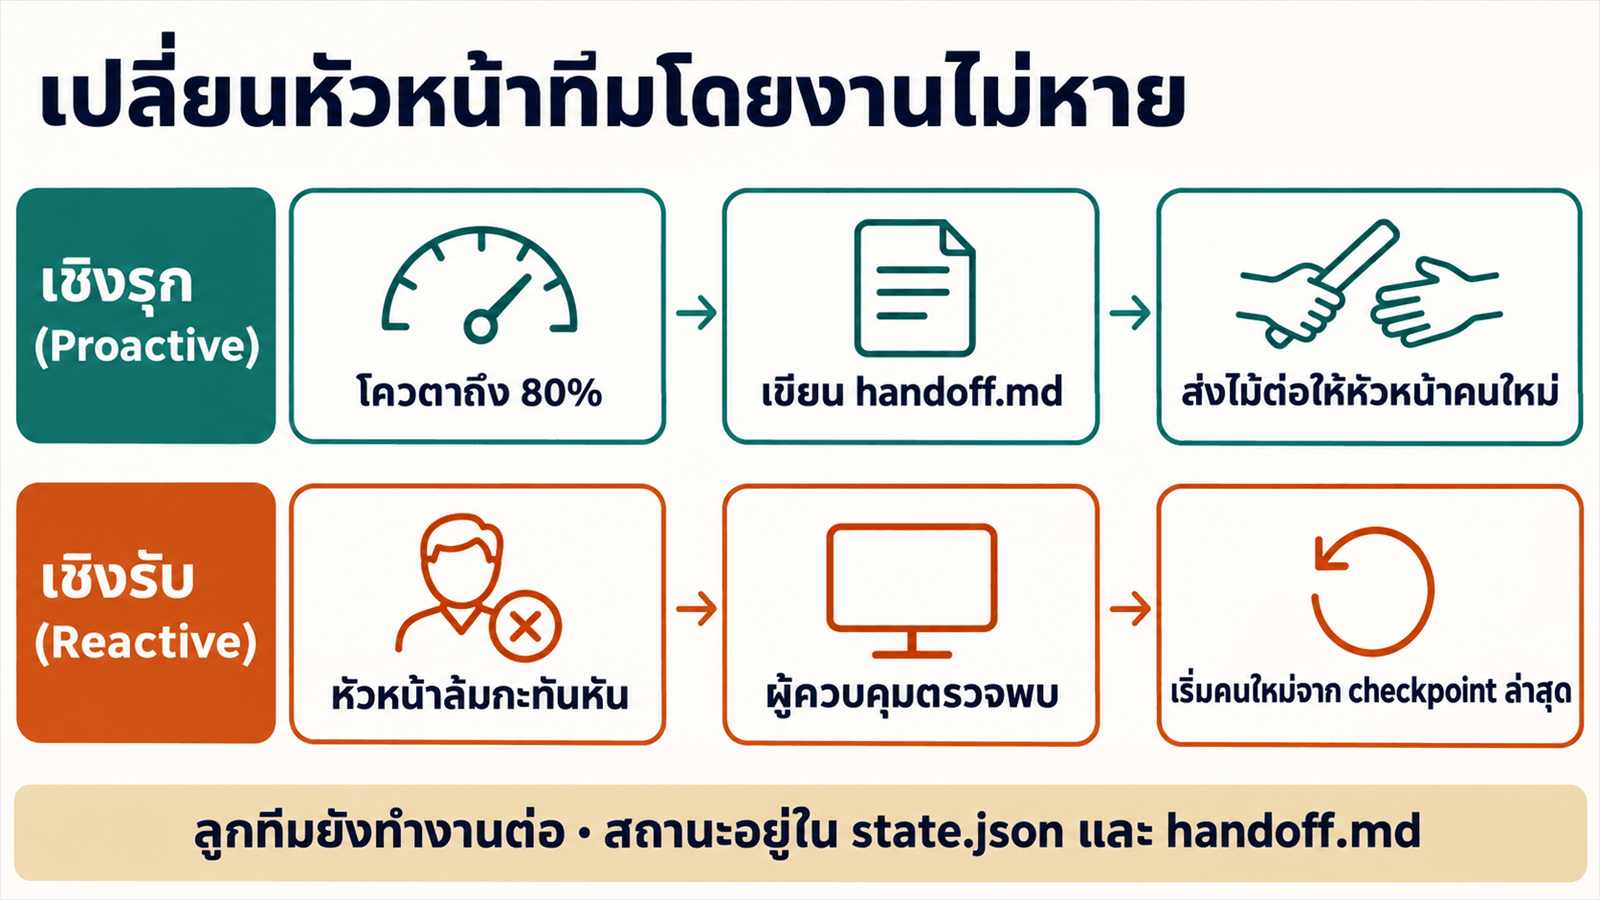 เปลี่ยนหัวหน้าทีมโดยงานไม่หาย
เชิงรุก
(Proactive)
โควตาถึง 80%
เขียน handoff.md
ส่งไม้ต่อให้หัวหน้าคนใหม่
เชิงรับ
(Reactive)
หัวหน้าล้มกะทันหัน
ผู้ควบคุมตรวจพบ
เริ่มคนใหม่จาก checkpoint ล่าสุด
ลูกทีมยังทำงานต่อ • สถานะอยู่ใน state.json และ handoff.md